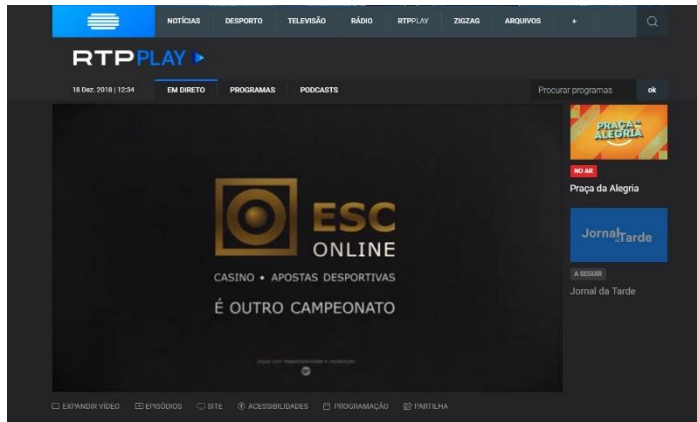 NOTÍCIAS DESPORTO TELEVISÃO RÁDIO RTPPLAY ZIGZAG ARQUIVOS +
RTPPLAY
18 Dez. 2018 | 12:34 EM DIRETO PROGRAMAS PODCASTS Procurar programas ok
PRAÇA DA ALEGRIA
NO AR
Praça da Alegria
Jornal da Tarde
A SEGUIR
Jornal da Tarde
ESC
ONLINE
CASINO • APOSTAS DESPORTIVAS
É OUTRO CAMPEONATO
EXPANDIR VÍDEO EPISÓDIOS SITE ACESSIBILIDADES PROGRAMAÇÃO PARTILHA